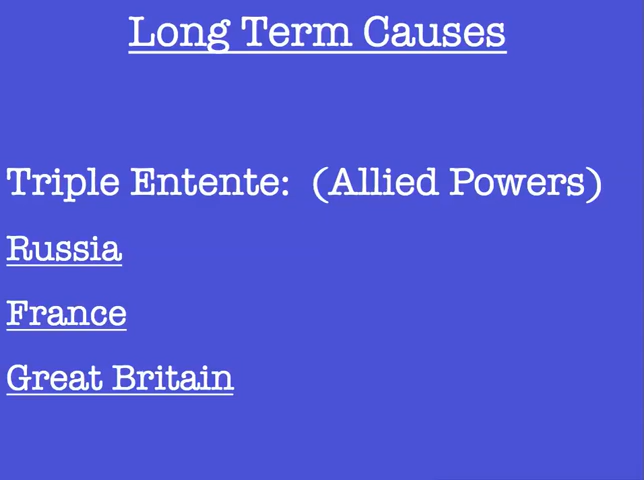 Long Term Causes
Triple Entente: (Allied Powers)
Russia
France
Great Britain